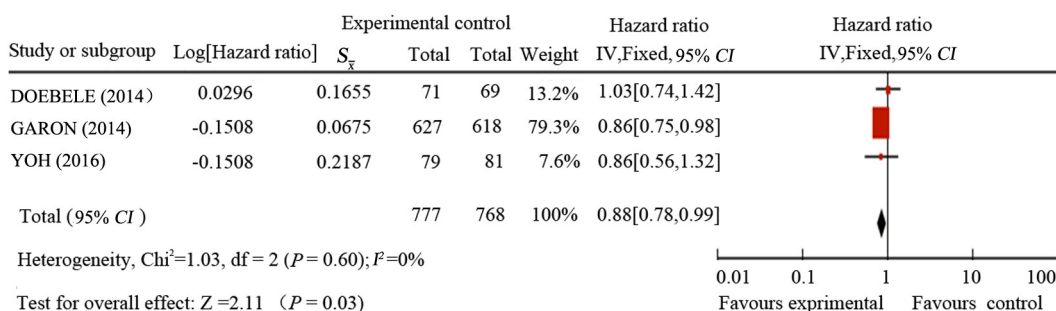 Experimental control Hazard ratio Hazard ratio
Study or subgroup Log[Hazard ratio] Sx̄ Total Total Weight IV,Fixed, 95% CI IV,Fixed, 95% CI
DOEBELE (2014) 0.0296 0.1655 71 69 13.2% 1.03[0.74,1.42]
GARON (2014) -0.1508 0.0675 627 618 79.3% 0.86[0.75,0.98]
YOH (2016) -0.1508 0.2187 79 81 7.6% 0.86[0.56,1.32]
Total (95% CI ) 777 768 100% 0.88[0.78,0.99]
Heterogeneity, Chi²=1.03, df = 2 (P = 0.60); I²=0%
0.01 0.1 1 10 100
Test for overall effect: Z =2.11 (P = 0.03)
Favours exprimental Favours control